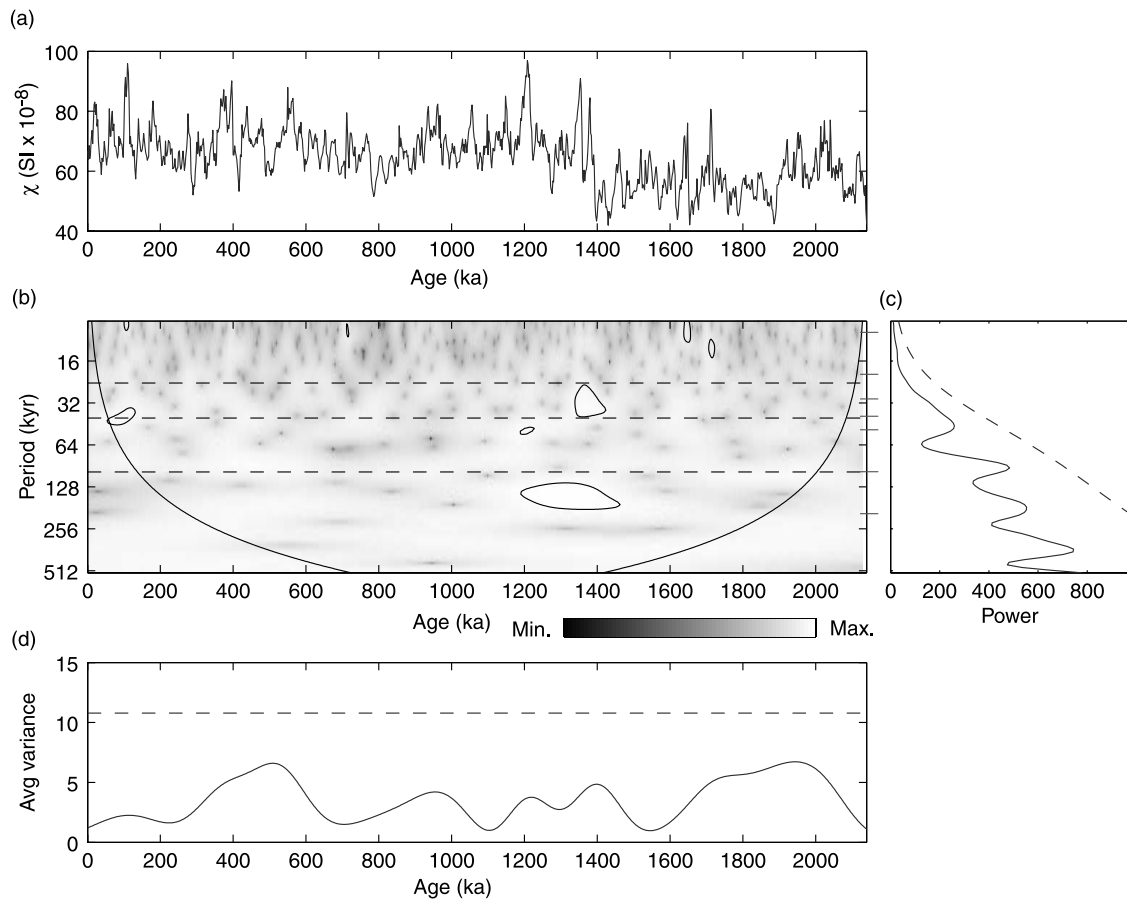 (a)
χ (SI x 10-8)
100
80
60
40
0 200 400 600 800 1000 1200 1400 1600 1800 2000
Age (ka)
(b)
Period (kyr)
16
32
64
128
256
512
0 200 400 600 800 1000 1200 1400 1600 1800 2000
Age (ka)
Min. Max.
(c)
0 200 400 600 800
Power
(d)
Avg variance
15
10
5
0
0 200 400 600 800 1000 1200 1400 1600 1800 2000
Age (ka)